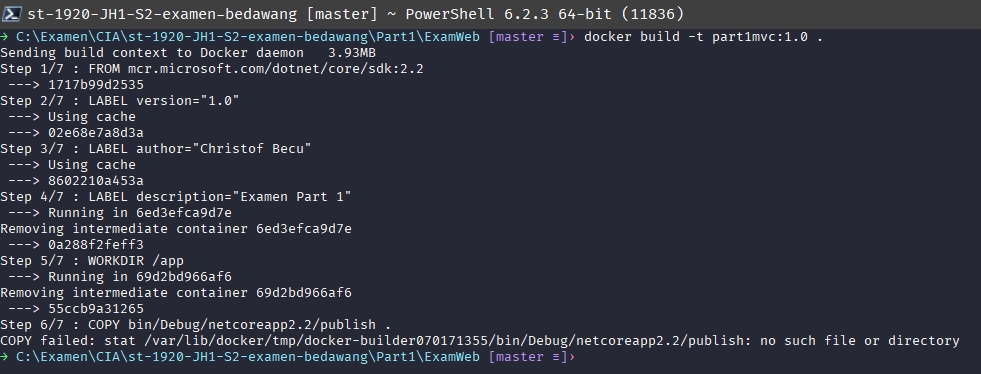 st-1920-JH1-S2-examen-bedawang [master] ~ PowerShell 6.2.3 64-bit (11836)
→ C:\Examen\CIA\st-1920-JH1-S2-examen-bedawang\Part1\ExamWeb [master ≡]› docker build -t part1mvc:1.0 .
Sending build context to Docker daemon   3.93MB
Step 1/7 : FROM mcr.microsoft.com/dotnet/core/sdk:2.2
 ---> 1717b99d2535
Step 2/7 : LABEL version="1.0"
 ---> Using cache
 ---> 02e68e7a8d3a
Step 3/7 : LABEL author="Christof Becu"
 ---> Using cache
 ---> 8602210a453a
Step 4/7 : LABEL description="Examen Part 1"
 ---> Running in 6ed3efca9d7e
Removing intermediate container 6ed3efca9d7e
 ---> 0a288f2feff3
Step 5/7 : WORKDIR /app
 ---> Running in 69d2bd966af6
Removing intermediate container 69d2bd966af6
 ---> 55ccb9a31265
Step 6/7 : COPY bin/Debug/netcoreapp2.2/publish .
COPY failed: stat /var/lib/docker/tmp/docker-builder070171355/bin/Debug/netcoreapp2.2/publish: no such file or directory
→ C:\Examen\CIA\st-1920-JH1-S2-examen-bedawang\Part1\ExamWeb [master ≡]›